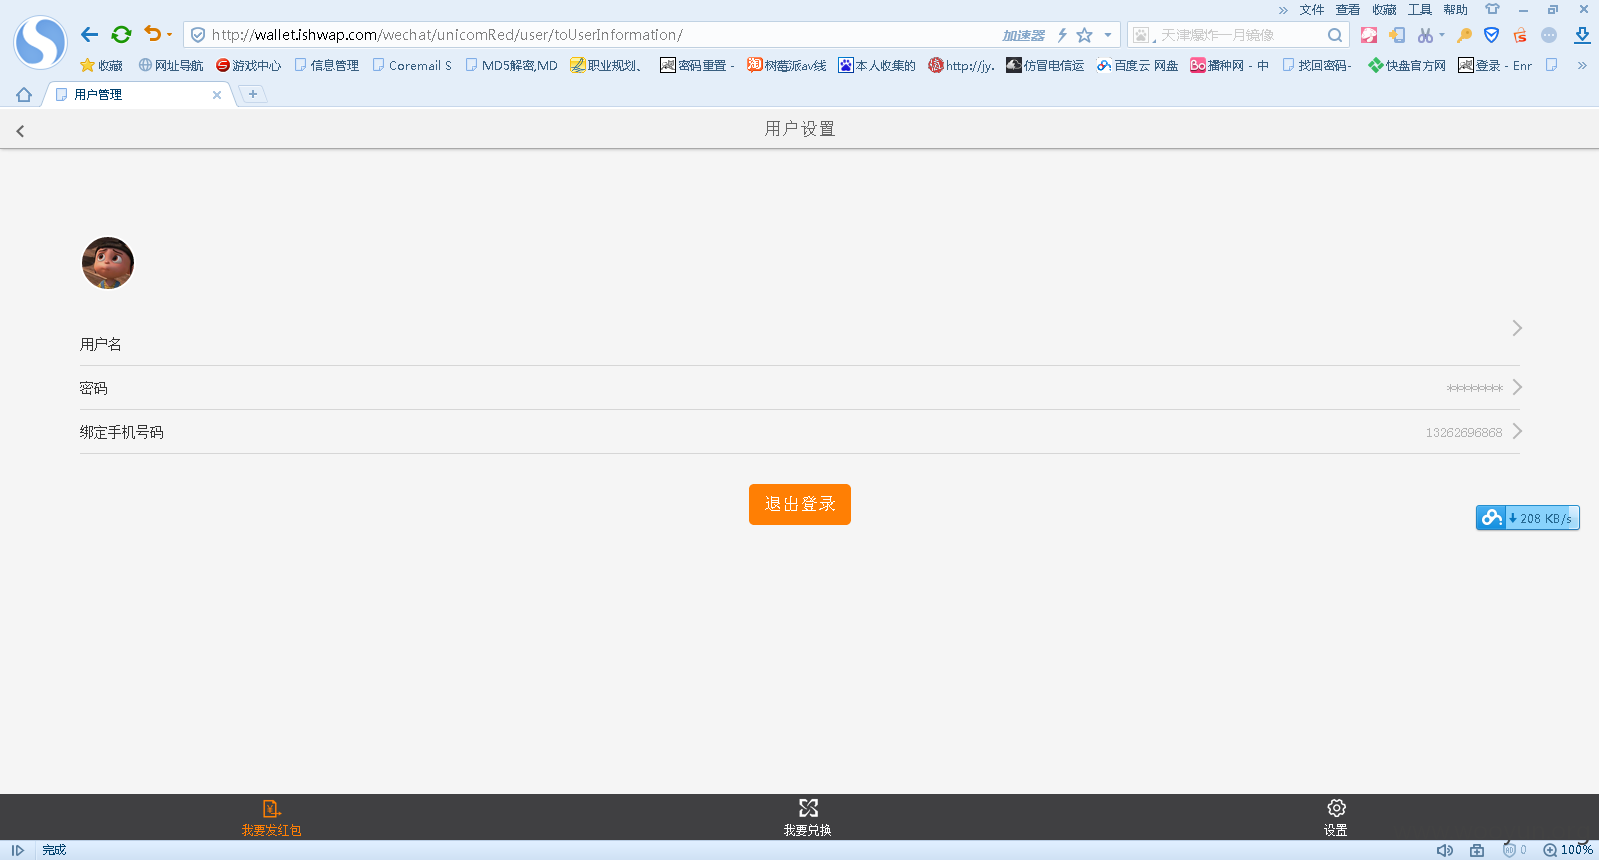 » 文件 查看 收藏 工具 帮助
http://wallet.ishwap.com/wechat/unicomRed/user/toUserInformation/ 加速器 天津爆炸一月镜像
收藏 网址导航 游戏中心 信息管理 Coremail S MD5解密,MD 职业规划、 密码重置 - 树莓派av线 本人收集的 http://jy. 仿冒电信运 百度云 网盘 播种网 - 中 找回密码- 快盘官方网 登录 - Enr »
用户管理
用户设置
用户名
密码 ********
绑定手机号码 13262696868
退出登录
208 KB/s
我要发红包 我要兑换 设置
完成 0 100%